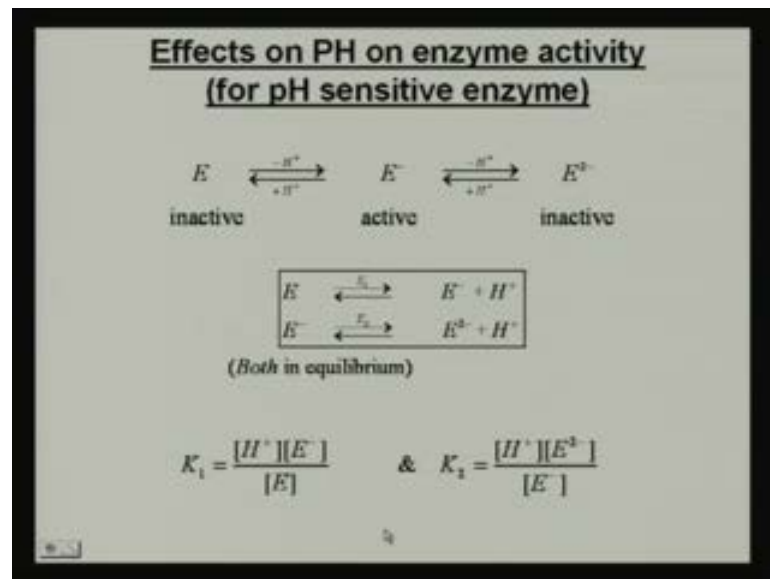 Effects on PH on enzyme activity
(for pH sensitive enzyme)
E ⇌ E⁻ ⇌ E²⁻
-H⁺ -H⁺
+H⁺ +H⁺
inactive active inactive
E ⇌ E⁻ + H⁺
E⁻ ⇌ E²⁻ + H⁺
(Both in equilibrium)
K₁ = [H⁺][E⁻] / [E] & K₂ = [H⁺][E²⁻] / [E⁻]